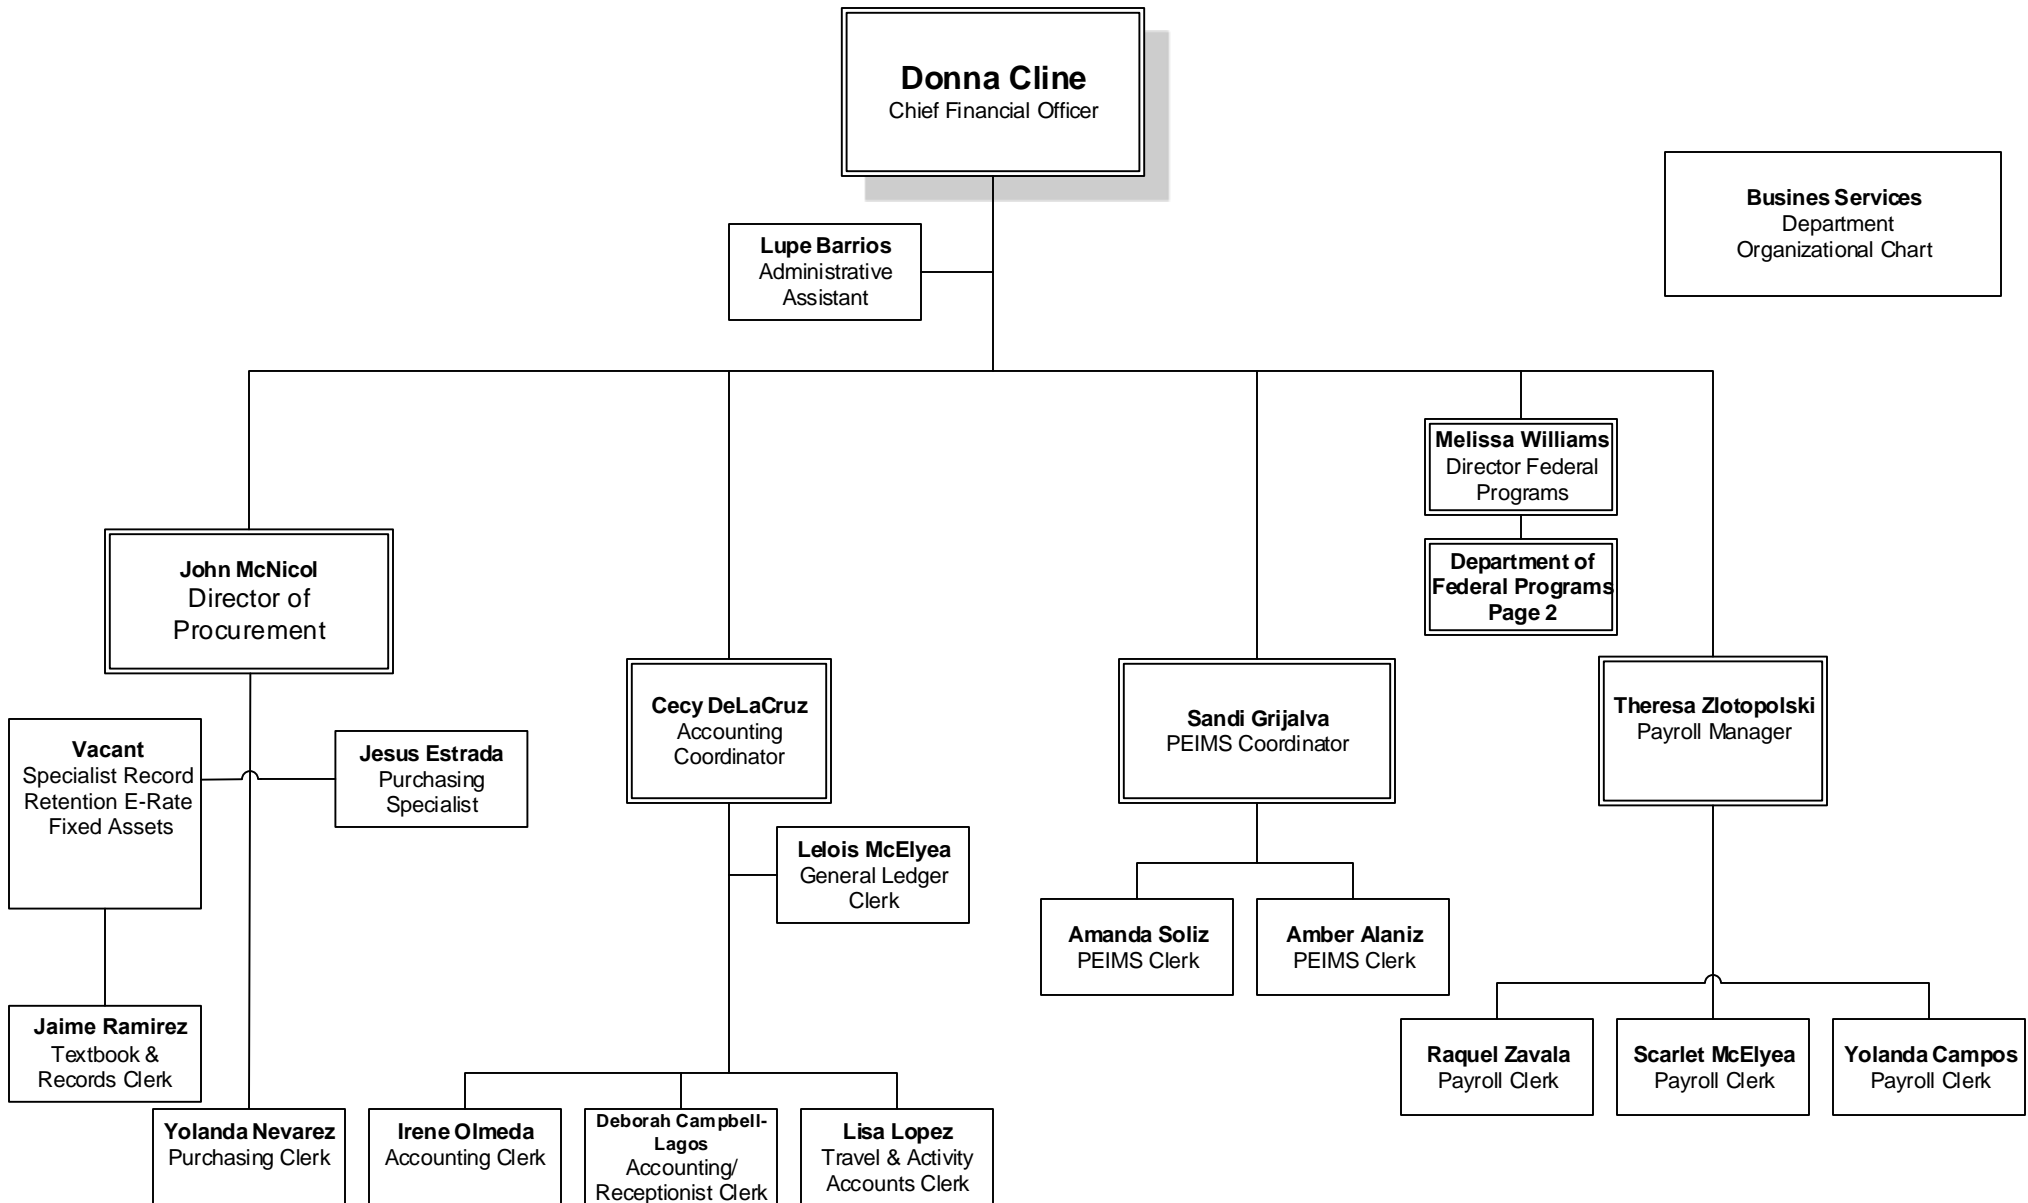 Donna Cline
Chief Financial Officer
Busines Services
Department
Organizational Chart
Lupe Barrios
Administrative
Assistant
Melissa Williams
Director Federal
Programs
Department of
Federal Programs
Page 2
John McNicol
Director of
Procurement
Cecy DeLaCruz
Accounting
Coordinator
Sandi Grijalva
PEIMS Coordinator
Theresa Zlotopolski
Payroll Manager
Vacant
Specialist Record
Retention E-Rate
Fixed Assets
Jesus Estrada
Purchasing
Specialist
Lelois McElyea
General Ledger
Clerk
Amanda Soliz
PEIMS Clerk
Amber Alaniz
PEIMS Clerk
Jaime Ramirez
Textbook &
Records Clerk
Raquel Zavala
Payroll Clerk
Scarlet McElyea
Payroll Clerk
Yolanda Campos
Payroll Clerk
Yolanda Nevarez
Purchasing Clerk
Irene Olmeda
Accounting Clerk
Deborah Campbell-
Lagos
Accounting/
Receptionist Clerk
Lisa Lopez
Travel & Activity
Accounts Clerk